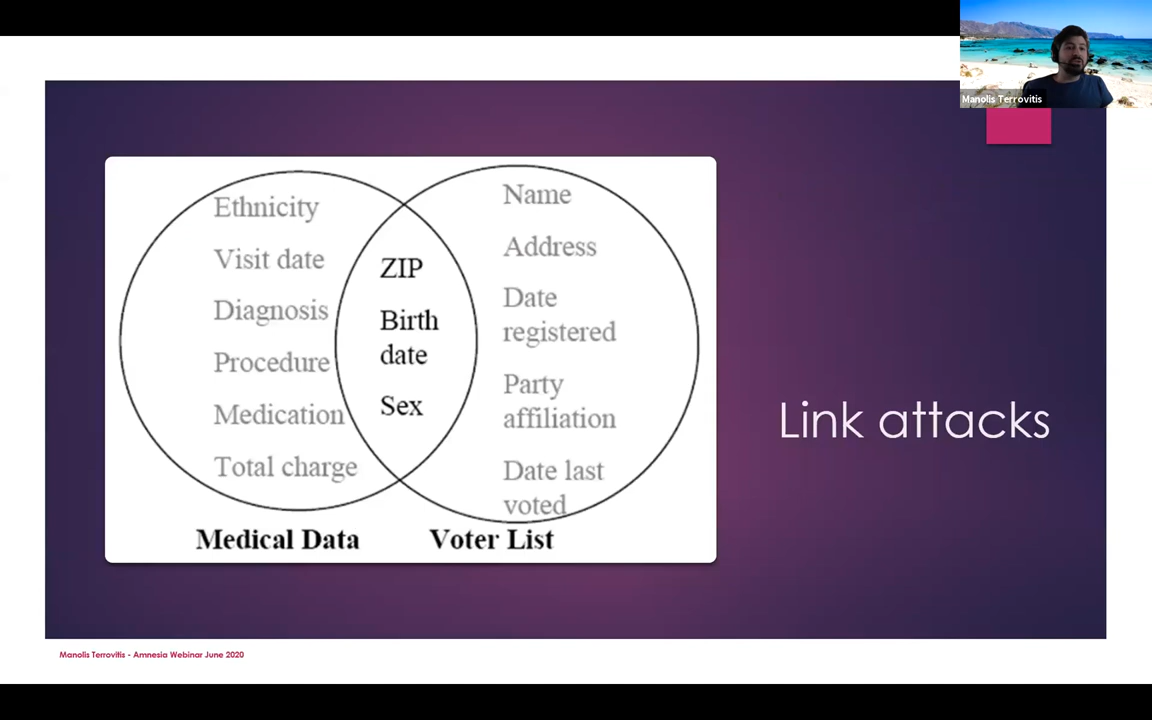 Manolis Terrovitis
Ethnicity
Visit date
Diagnosis
Procedure
Medication
Total charge
ZIP
Birth
date
Sex
Name
Address
Date
registered
Party
affiliation
Date last
voted
Medical Data
Voter List
Link attacks
Manolis Terrovitis - Amnesia Webinar June 2020